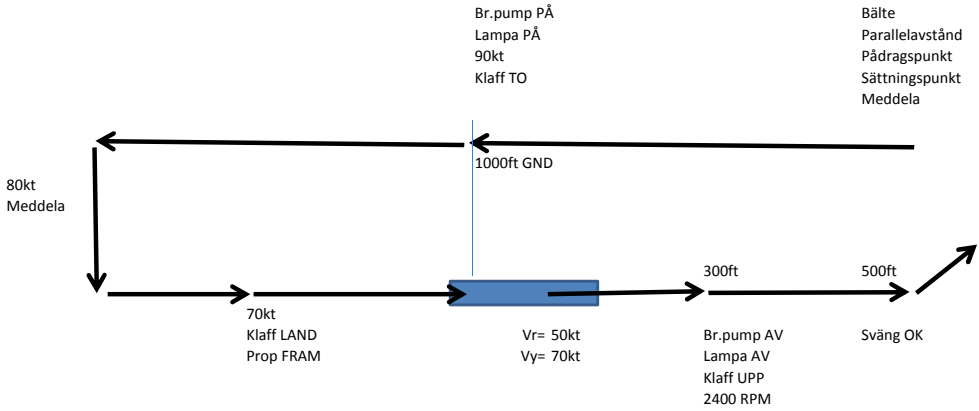 Br.pump PÅ
Lampa PÅ
90kt
Klaff TO
Bälte
Parallelavstånd
Pådragspunkt
Sättningspunkt
Meddela
1000ft GND
80kt
Meddela
300ft
500ft
70kt
Klaff LAND
Prop FRAM
Vr= 50kt
Vy= 70kt
Br.pump AV
Lampa AV
Klaff UPP
2400 RPM
Sväng OK